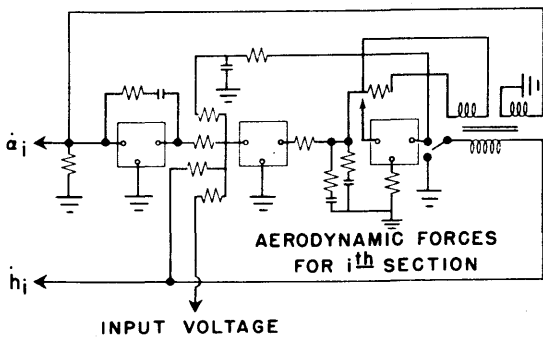 α̇i
AERODYNAMIC FORCES
FOR ith SECTION
ḣi
INPUT VOLTAGE